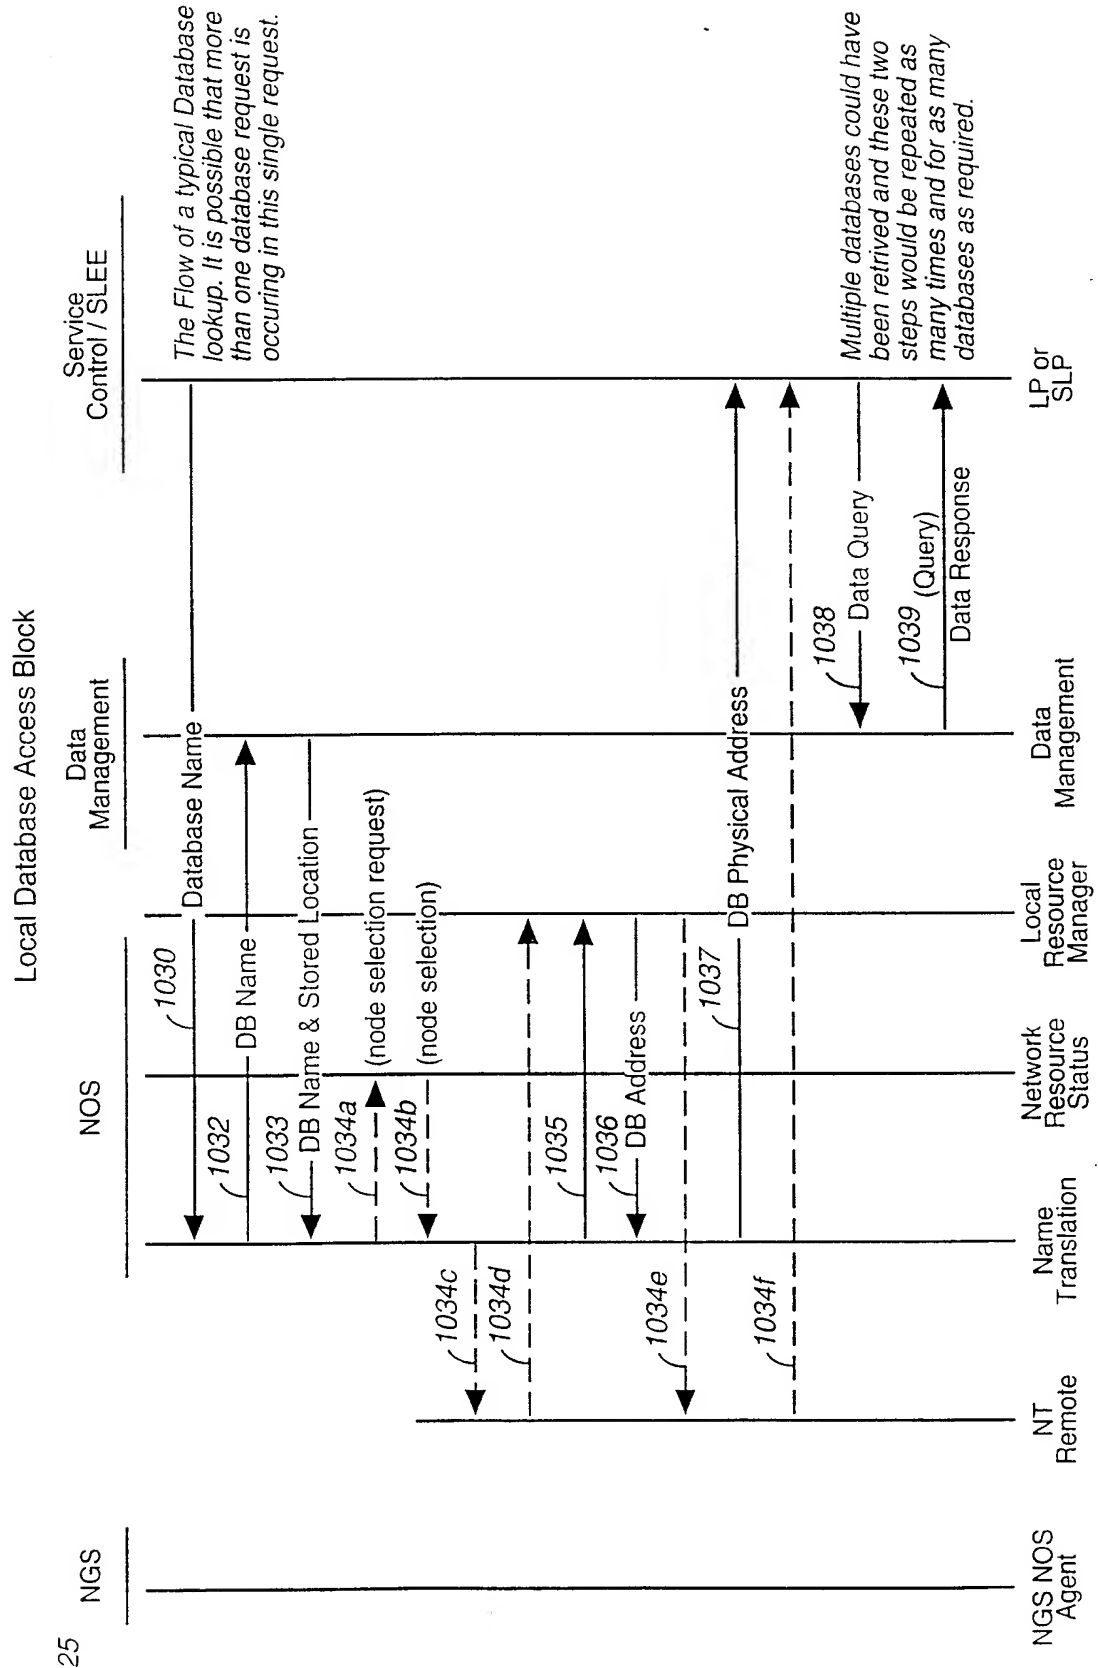 Local Database Access Block
NGS
NOS
Data
Management
Service
Control / SLEE
25
The Flow of a typical Database
lookup. It is possible that more
than one database request is
occuring in this single request.
1030
Database Name
1032
DB Name
1033
DB Name & Stored Location
1034a
(node selection request)
1034b
(node selection)
1034c
1034d
1035
1036
DB Address
1034e
1037
DB Physical Address
1034f
1038
Data Query
1039
(Query)
Data Response
Multiple databases could have
been retrived and these two
steps would be repeated as
many times and for as many
databases as required.
NGS NOS
Agent
NT
Remote
Name
Translation
Network
Resource
Status
Local
Resource
Manager
Data
Management
LP or
SLP